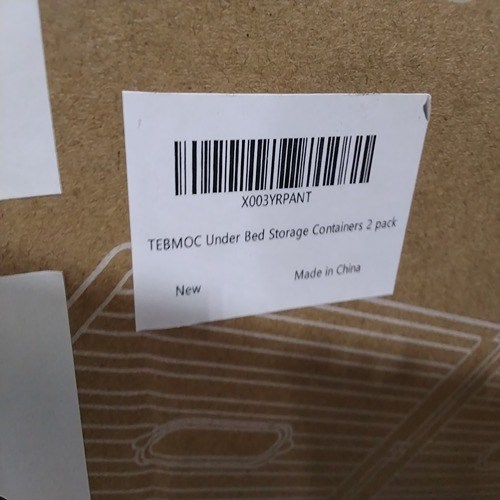 X003YRPANT
TEBMOC Under Bed Storage Containers 2 pack
New
Made in China